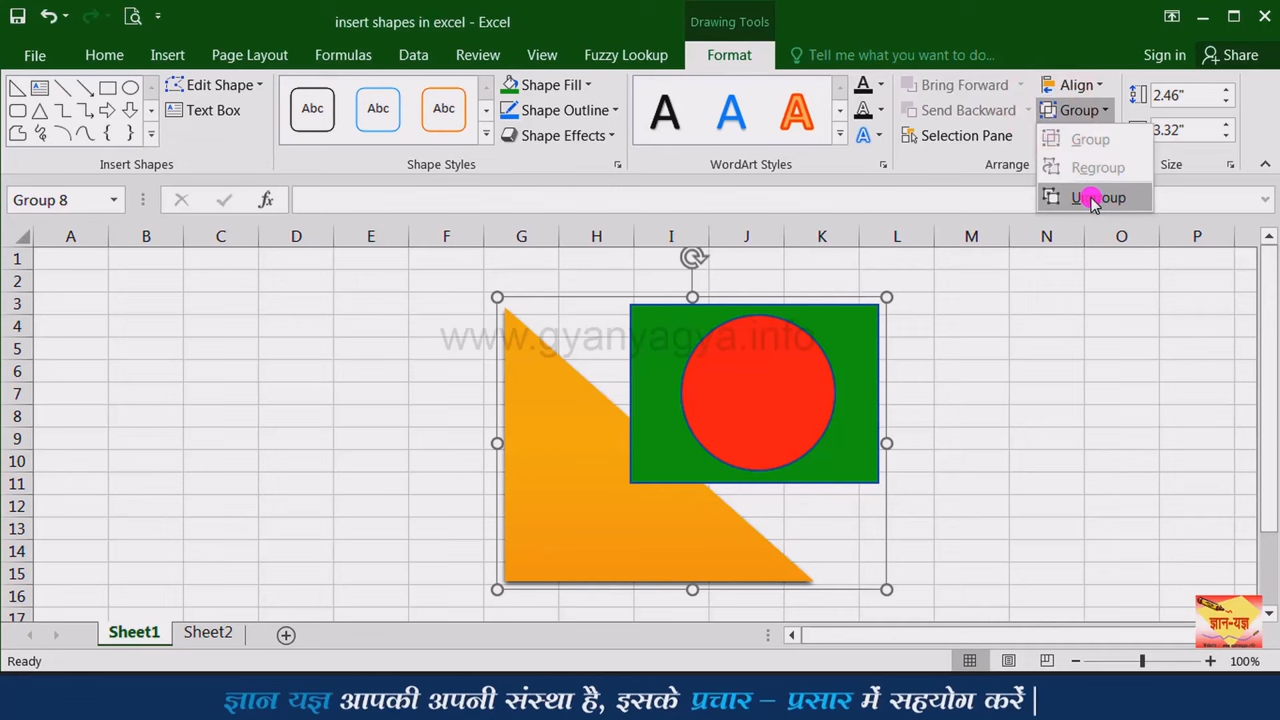 insert shapes in excel - Excel
Drawing Tools
File Home Insert Page Layout Formulas Data Review View Fuzzy Lookup Format Tell me what you want to do... Sign in Share
Edit Shape
Text Box
Insert Shapes
Abc Abc Abc
Shape Fill
Shape Outline
Shape Effects
Shape Styles
A A A
WordArt Styles
Bring Forward
Send Backward
Selection Pane
Align
Group
Arrange
2.46"
3.32"
Size
Group
Regroup
Group 8
fx
A B C D E F G H I J K L M N O P
1
2
3
4
5
6
7
8
9
10
11
12
13
14
15
16
17
www.gyanyagya.info
Sheet1 Sheet2
ज्ञान-यज्ञ
Ready
100%
ज्ञान यज्ञ आपकी अपनी संस्था है, इसके प्रचार – प्रसार में सहयोग करें |